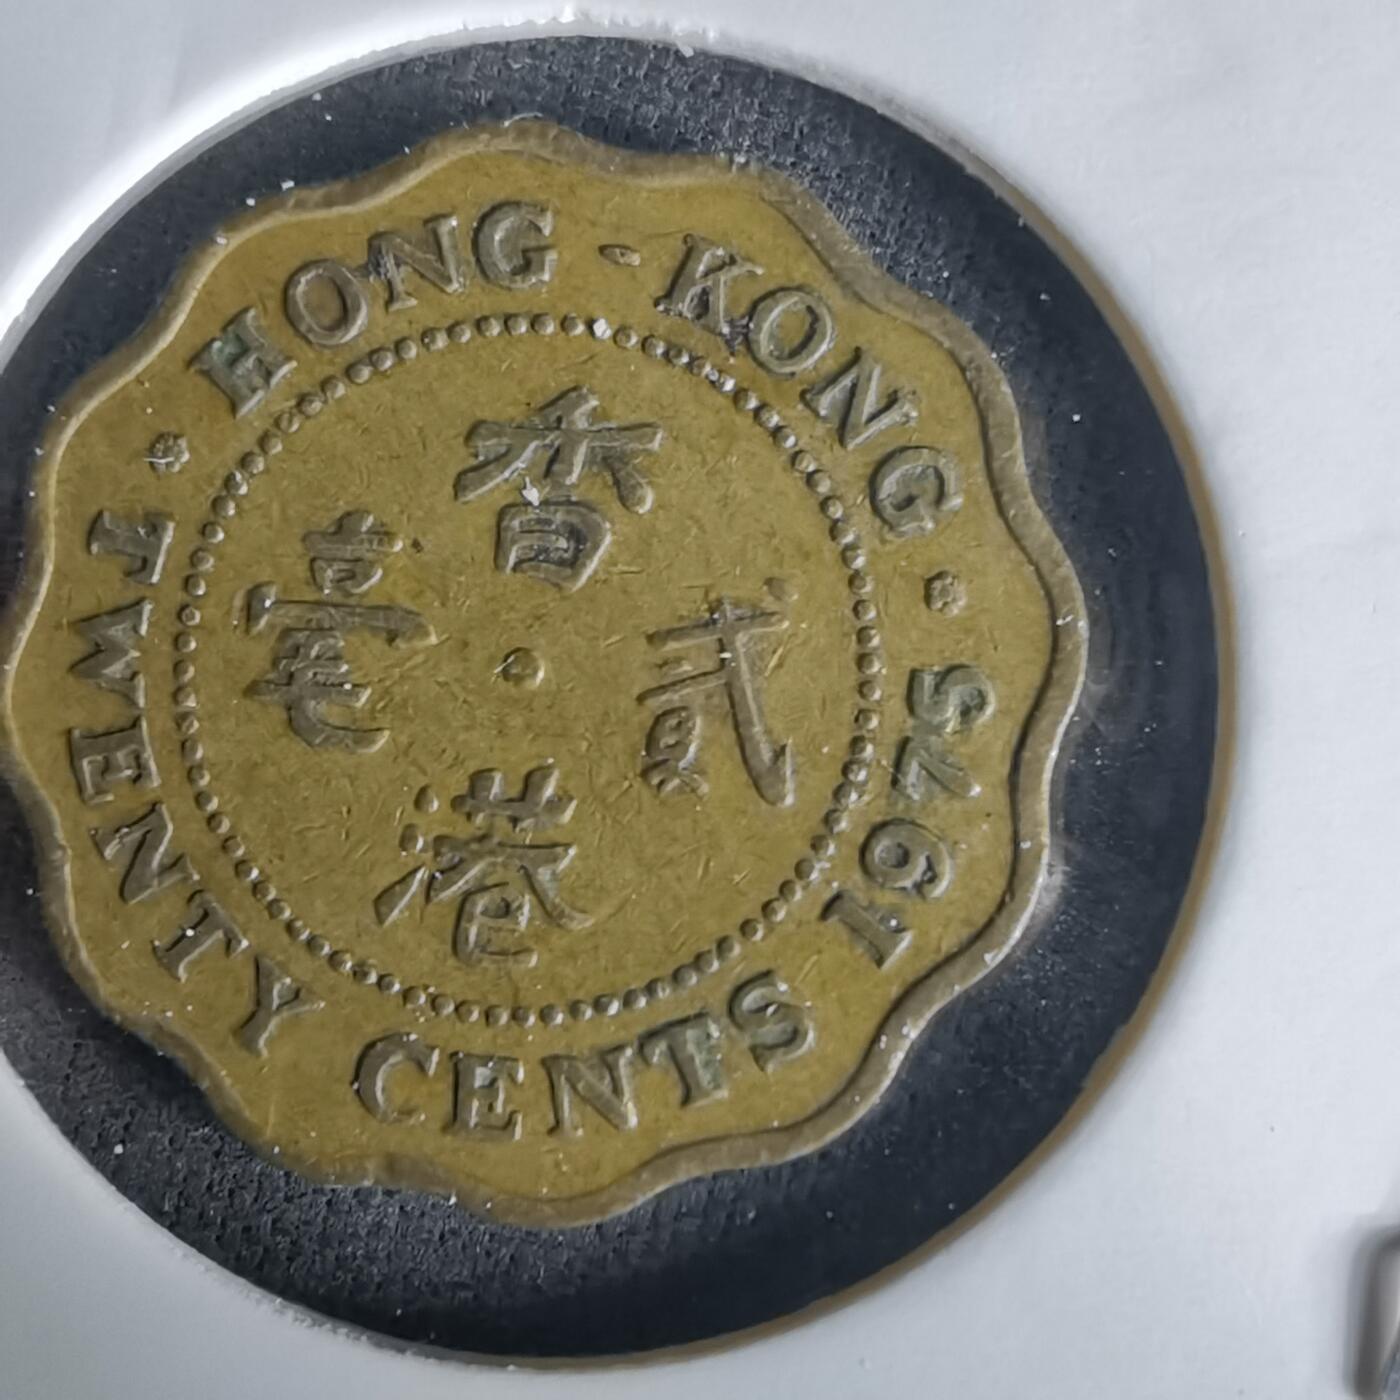 HONG · KONG
香港
貳毫
TWENTY CENTS 1975